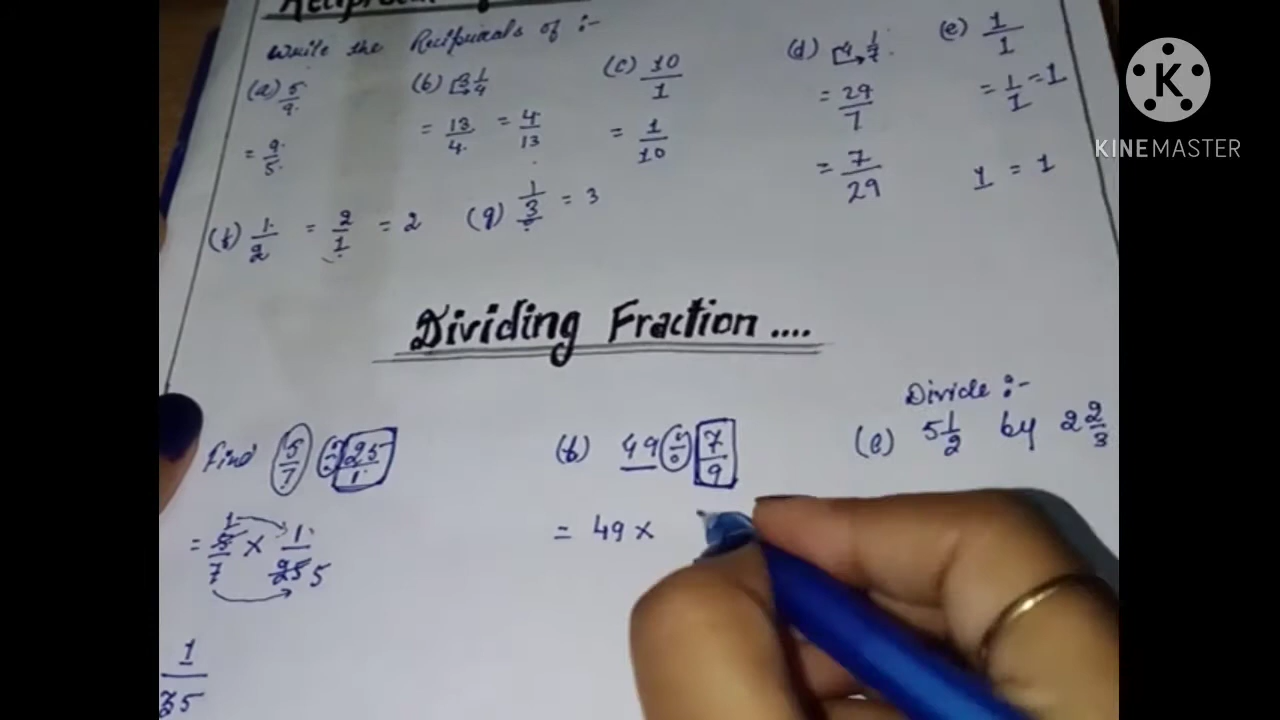 Reciprocal
Write the Reciprocals of :-
(a) 5/9 (b) 3 1/4 (c) 10/1 (d) 4 1/7 (e) 1/1
= 9/5 = 13/4 = 4/13 = 1/10 = 29/7 = 1/1 = 1
= 7/29 1 = 1
(f) 1/2 = 2/1 = 2 (g) 1/3 = 3
Dividing Fraction ....
Divide :-
Find 5/7 ÷ 25/1 (b) 49 ÷ 7/9 (e) 5 1/2 by 2 2/3
= 5/7 × 1/25 = 49 ×
1 5
1/35
K
KINEMASTER